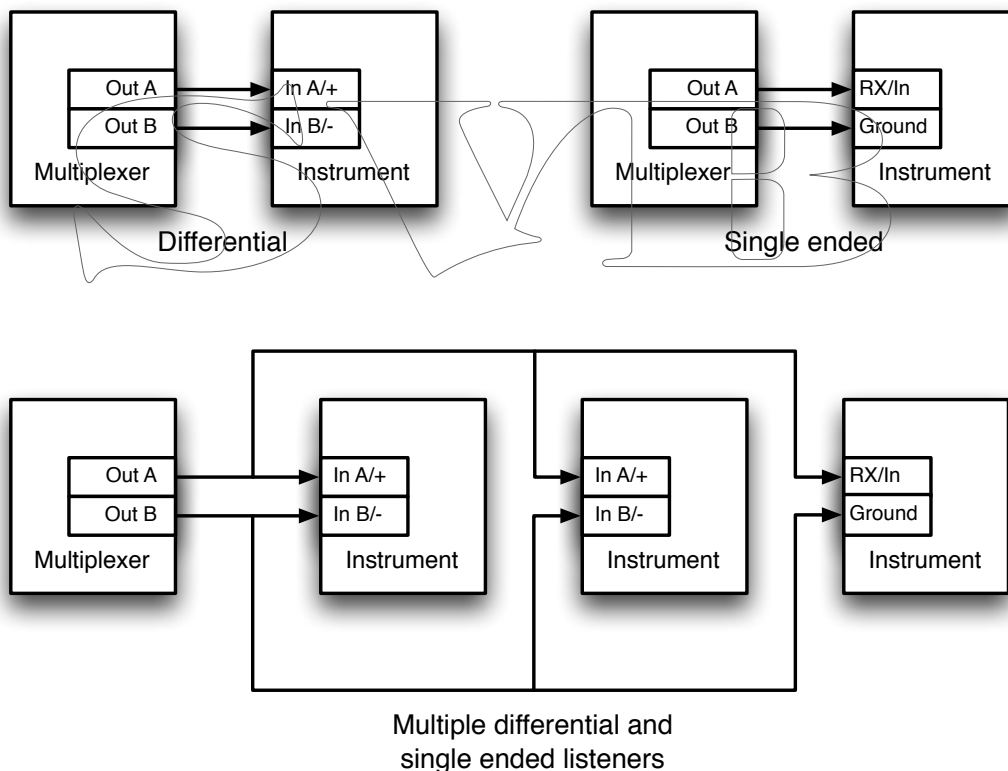 Out A
Out B
Multiplexer
In A/+
In B/-
Instrument
Differential
Out A
Out B
Multiplexer
RX/In
Ground
Instrument
Single ended
Out A
Out B
Multiplexer
In A/+
In B/-
Instrument
In A/+
In B/-
Instrument
RX/In
Ground
Instrument
Multiple differential and
single ended listeners